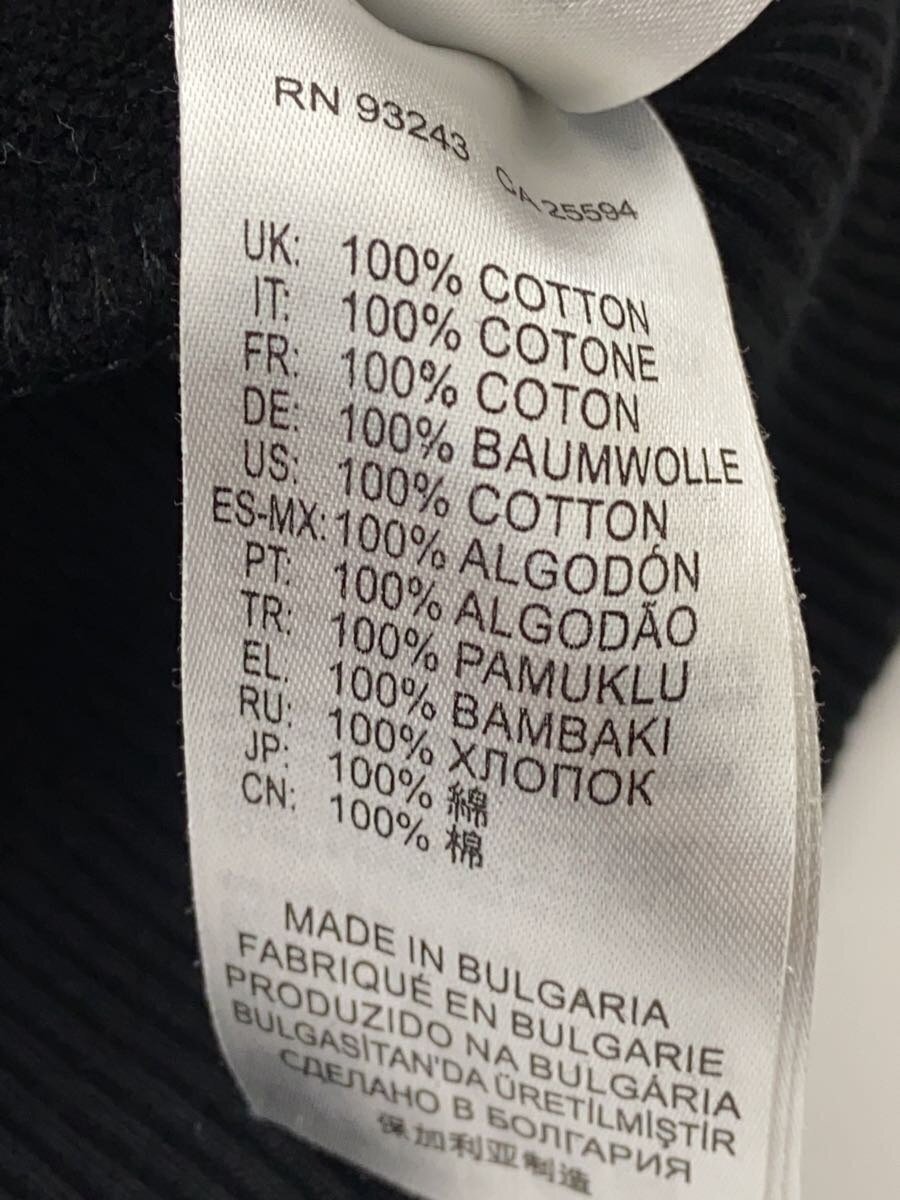 RN 93243 CA 25594
UK: 100% COTTON
IT: 100% COTONE
FR: 100% COTON
DE: 100% BAUMWOLLE
US: 100% COTTON
ES-MX: 100% ALGODÓN
PT: 100% ALGODÃO
TR: 100% PAMUKLU
EL: 100% BAMBAKI
RU: 100% ХЛОПОК
JP: 100% 綿
CN: 100% 棉
MADE IN BULGARIA
FABRIQUÉ EN BULGARIE
PRODUZIDO NA BULGÁRIA
BULGASİTAN'DA ÜRETİLMİŞTİR
СДЕЛАНО В БОЛГАРИЯ
保加利亚制造